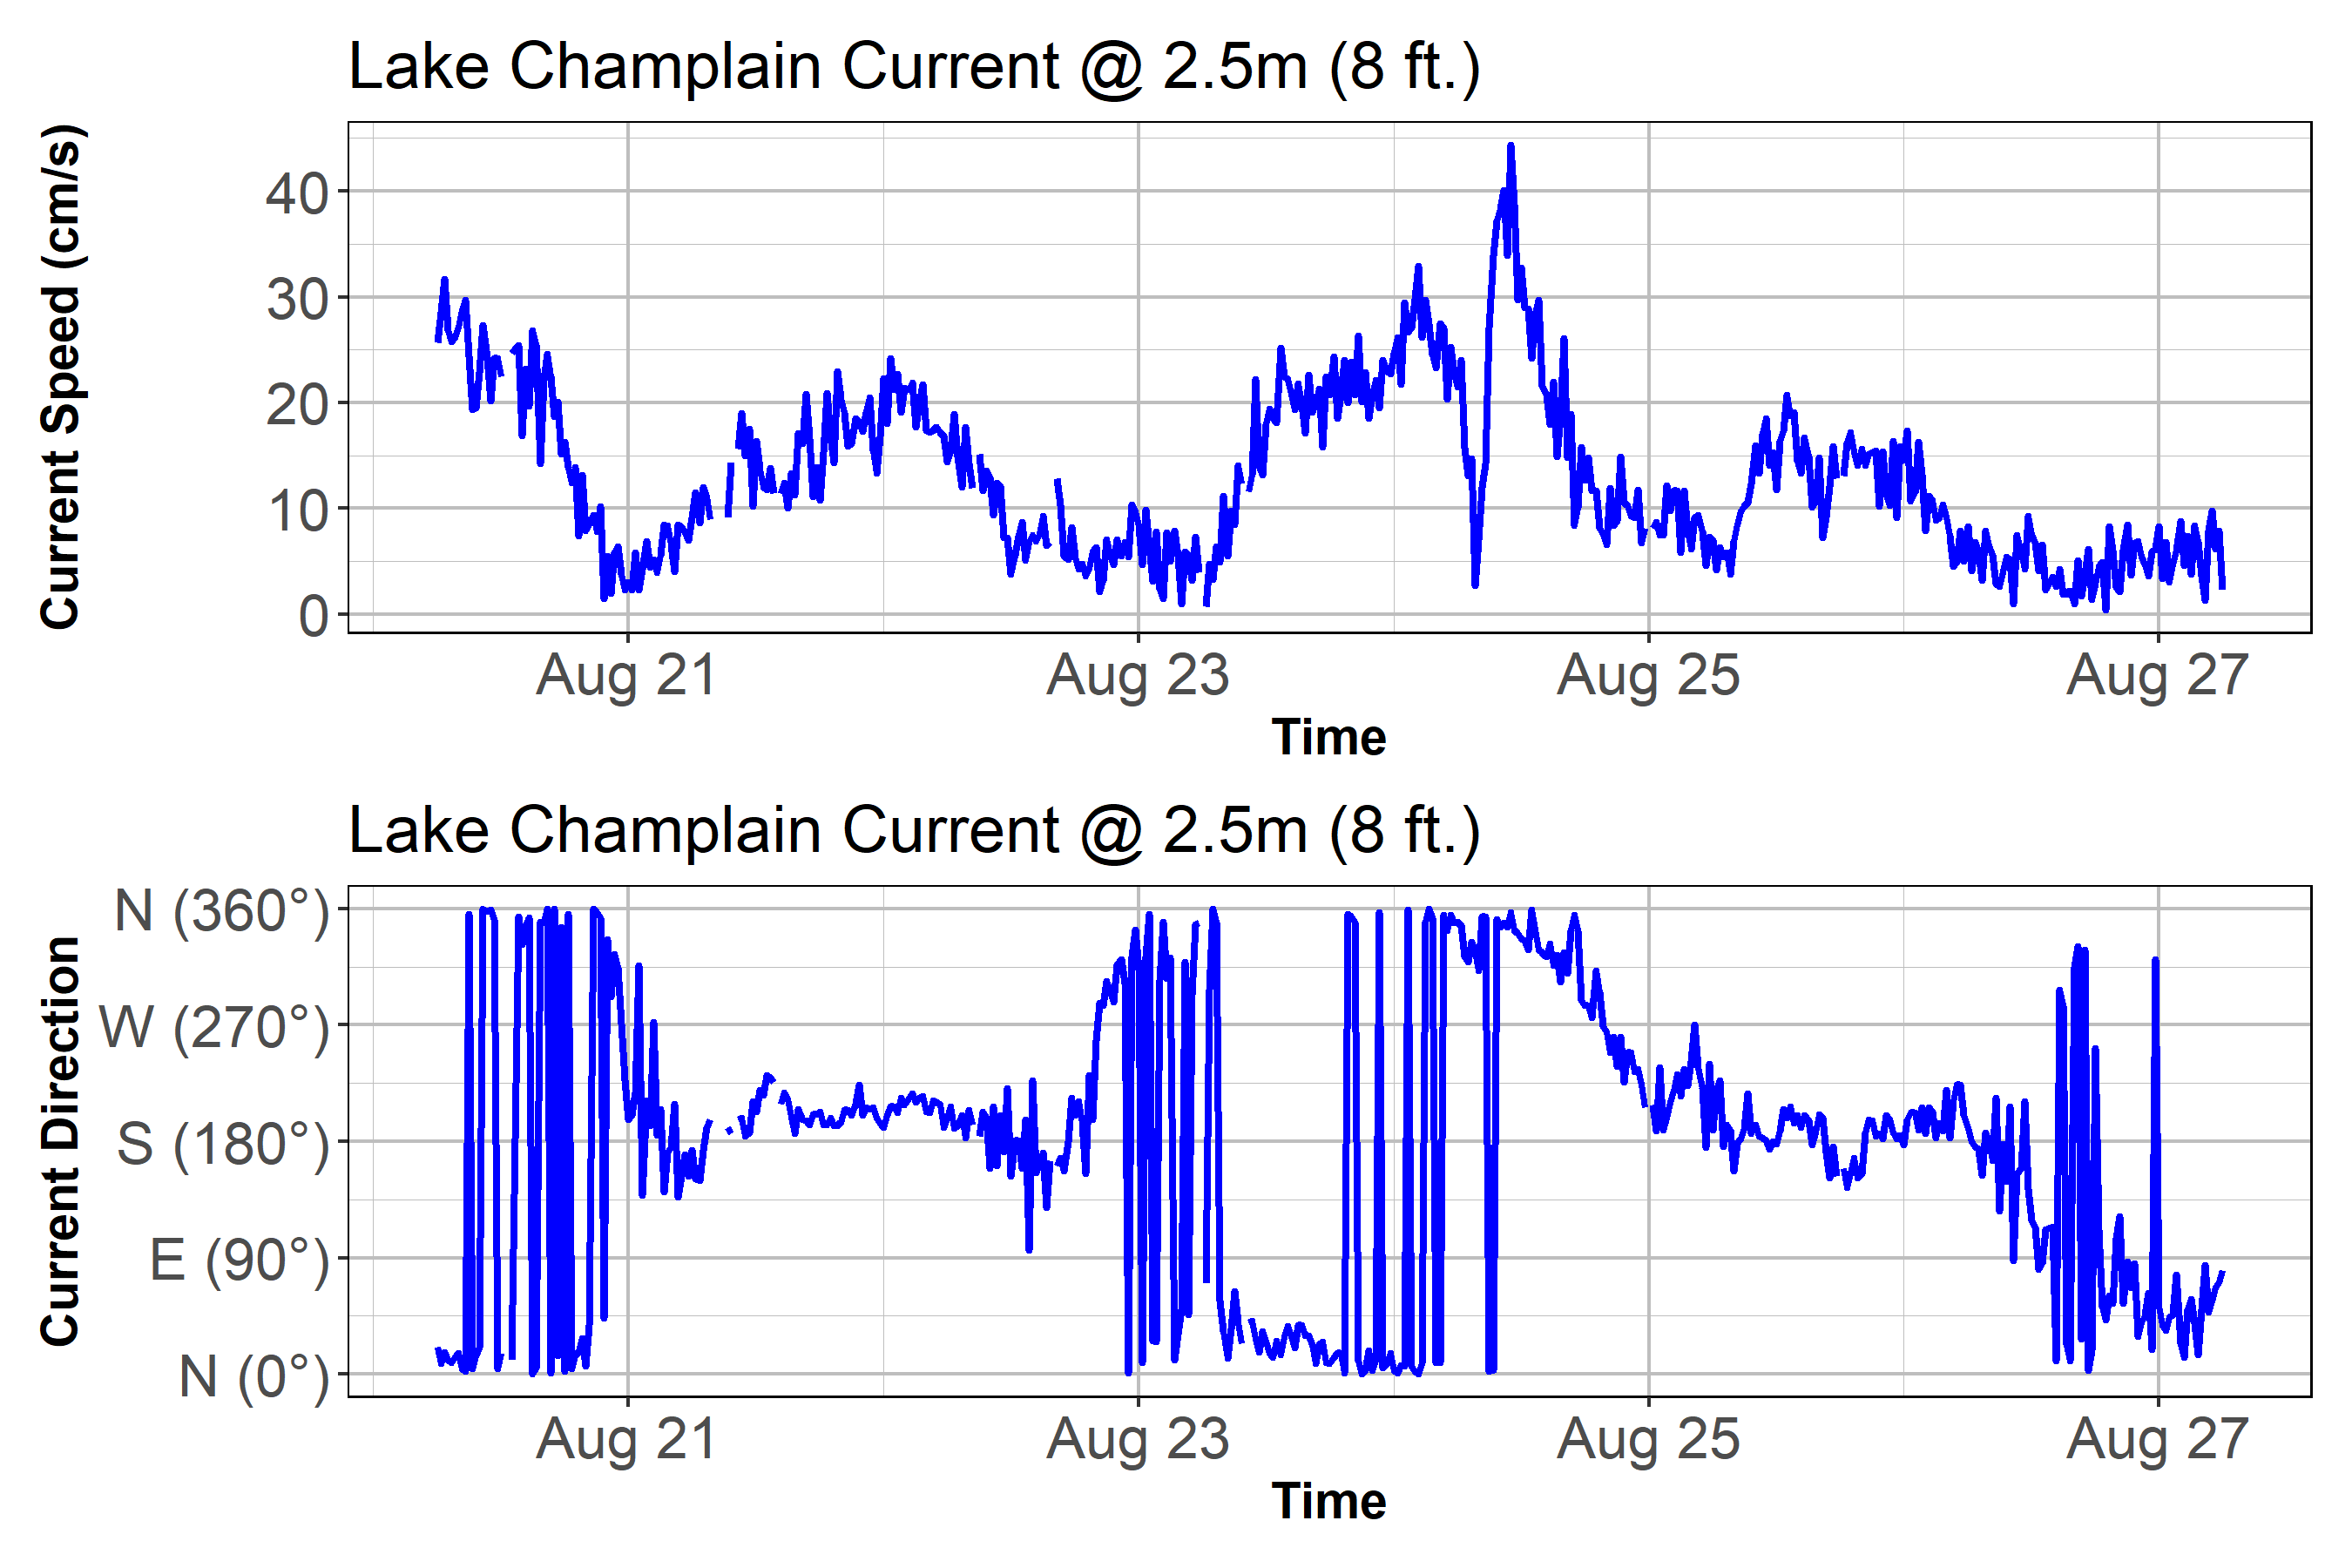 Lake Champlain Current @ 2.5m (8 ft.)
Current Speed (cm/s)
40
30
20
10
0
Aug 21 Aug 23 Aug 25 Aug 27
Time
Lake Champlain Current @ 2.5m (8 ft.)
Current Direction
N (360°)
W (270°)
S (180°)
E (90°)
N (0°)
Aug 21 Aug 23 Aug 25 Aug 27
Time